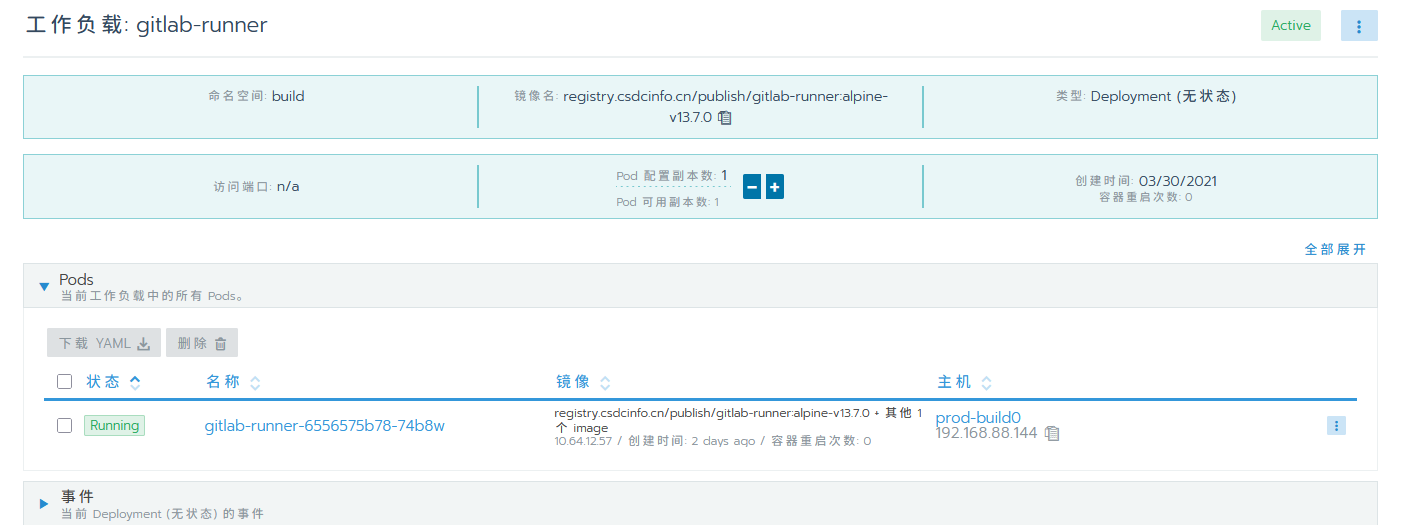 工作负载: gitlab-runner
Active
命名空间: build
镜像名: registry.csdcinfo.cn/publish/gitlab-runner:alpine-
v13.7.0
类型: Deployment (无状态)
访问端口: n/a
Pod 配置副本数: 1
Pod 可用副本数: 1
创建时间: 03/30/2021
容器重启次数: 0
全部展开
Pods
当前工作负载中的所有 Pods。
下载 YAML
删除
状态 名称 镜像 主机
Running
gitlab-runner-6556575b78-74b8w
registry.csdcinfo.cn/publish/gitlab-runner:alpine-v13.7.0 + 其他 1
个 image
10.64.12.57 / 创建时间: 2 days ago / 容器重启次数: 0
prod-build0
192.168.88.144
事件
当前 Deployment (无状态) 的事件